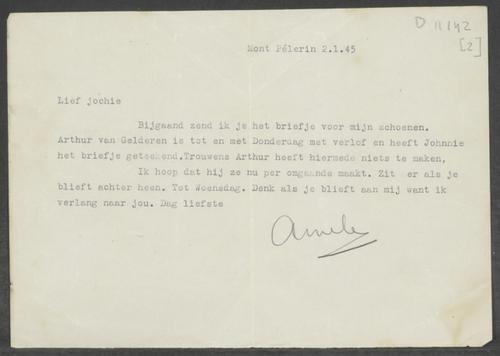 D 1142
[2]
Mont Pélerin 2.1.45
Lief jochie
Bijgaand zend ik je het briefje voor mijn schoenen.
Arthur van Gelderen is tot en met Donderdag met verlof en heeft Johnnie
het briefje geteekend.Trouwens Arthur heeft hiermede niets te maken,
Ik hoop dat hij ze nu per omgaande maakt. Zit er als je
blieft achter heen. Tot Woensdag. Denk als je blieft aan mij want ik
verlang naar jou. Dag liefste